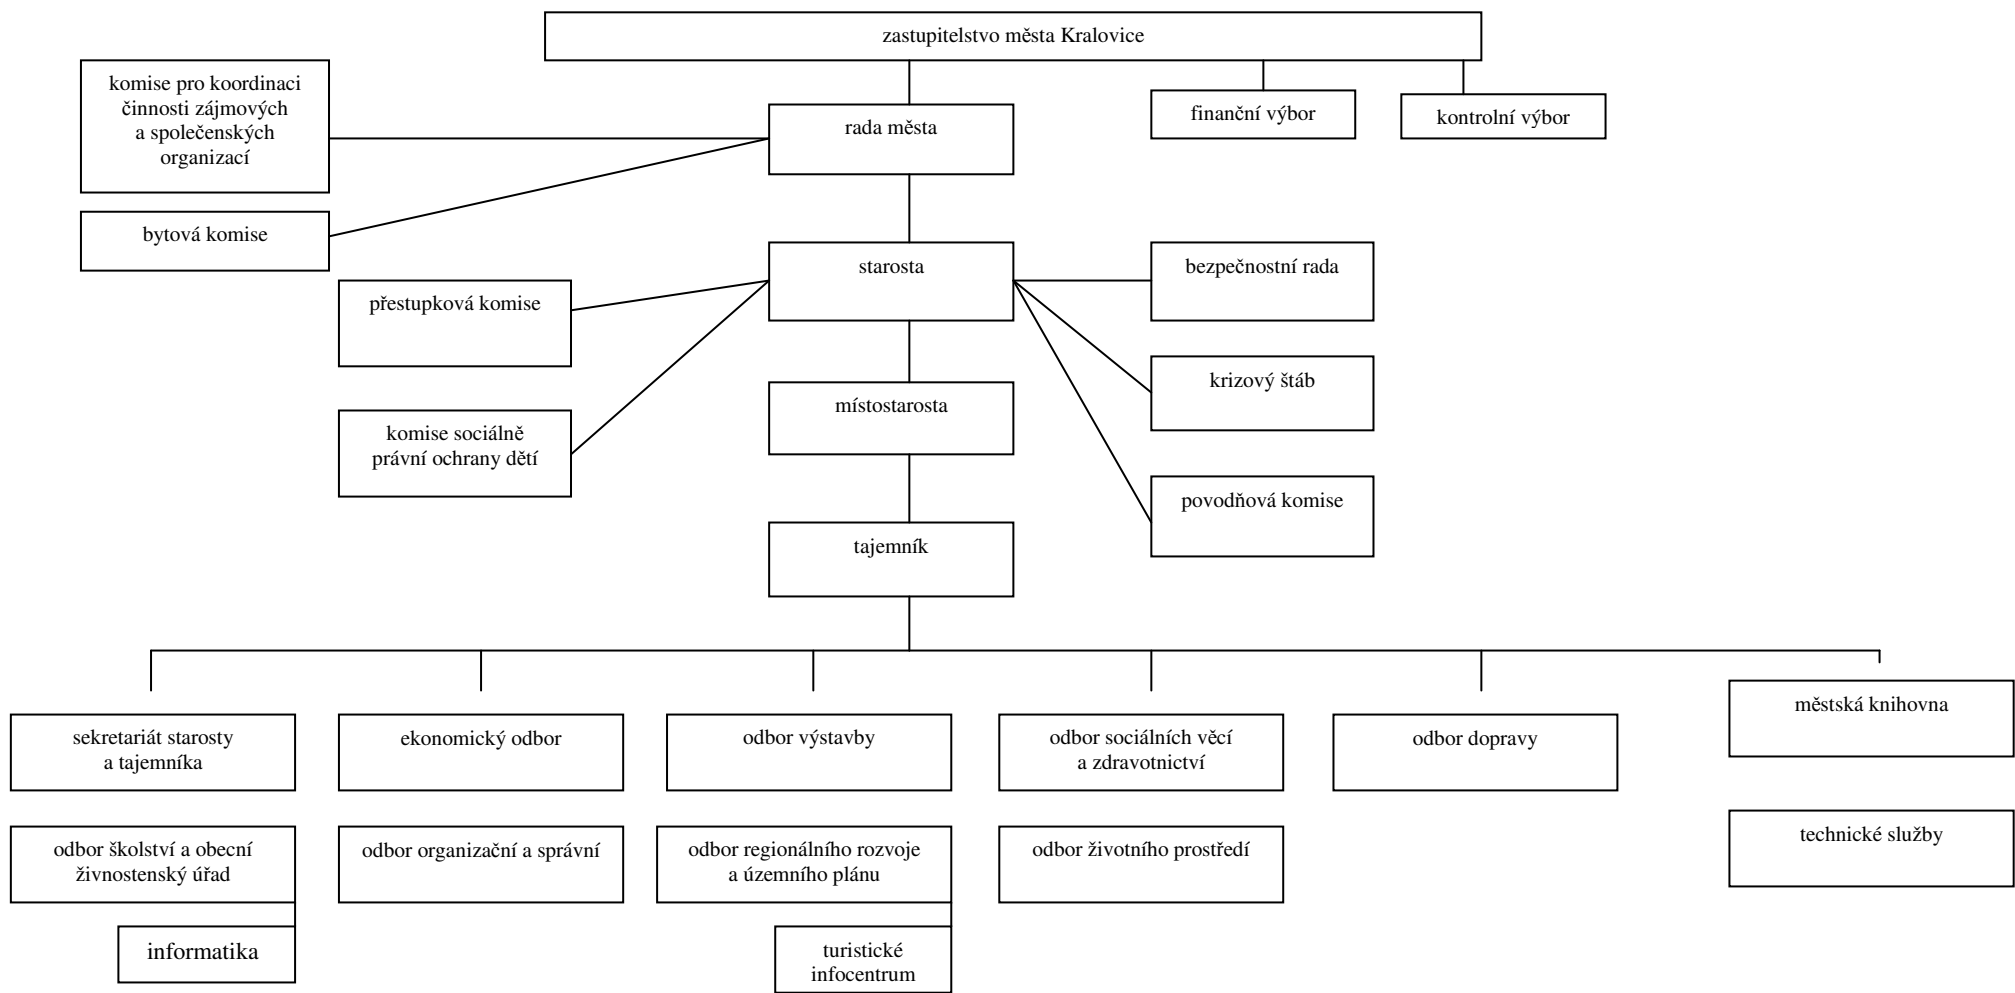 zastupitelstvo města Kralovice
komise pro koordinaci
činnosti zájmových
a společenských
organizací
rada města
finanční výbor
kontrolní výbor
bytová komise
starosta
bezpečnostní rada
přestupková komise
krizový štáb
místostarosta
komise sociálně
právní ochrany dětí
povodňová komise
tajemník
sekretariát starosty
a tajemníka
ekonomický odbor
odbor výstavby
odbor sociálních věcí
a zdravotnictví
odbor dopravy
městská knihovna
odbor školství a obecní
živnostenský úřad
odbor organizační a správní
odbor regionálního rozvoje
a územního plánu
odbor životního prostředí
technické služby
informatika
turistické
infocentrum